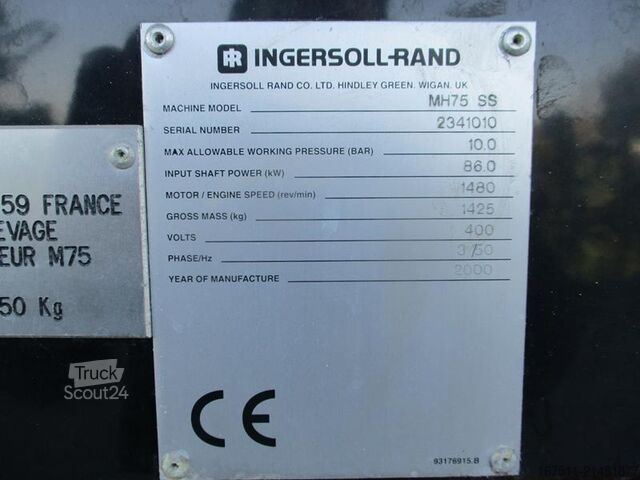 IR INGERSOLL-RAND
INGERSOLL RAND CO. LTD. HINDLEY GREEN. WIGAN. UK
MACHINE MODEL MH75 SS
SERIAL NUMBER 2341010
MAX ALLOWABLE WORKING PRESSURE (BAR) 10.0
INPUT SHAFT POWER (kW) 86.0
MOTOR / ENGINE SPEED (rev/min) 1480
GROSS MASS (kg) 1425
VOLTS 400
PHASE/Hz 3/50
YEAR OF MANUFACTURE 2000
CE
93176915.B
59 FRANCE
EVAGE
EUR M75
50 Kg
Truck
Scout24